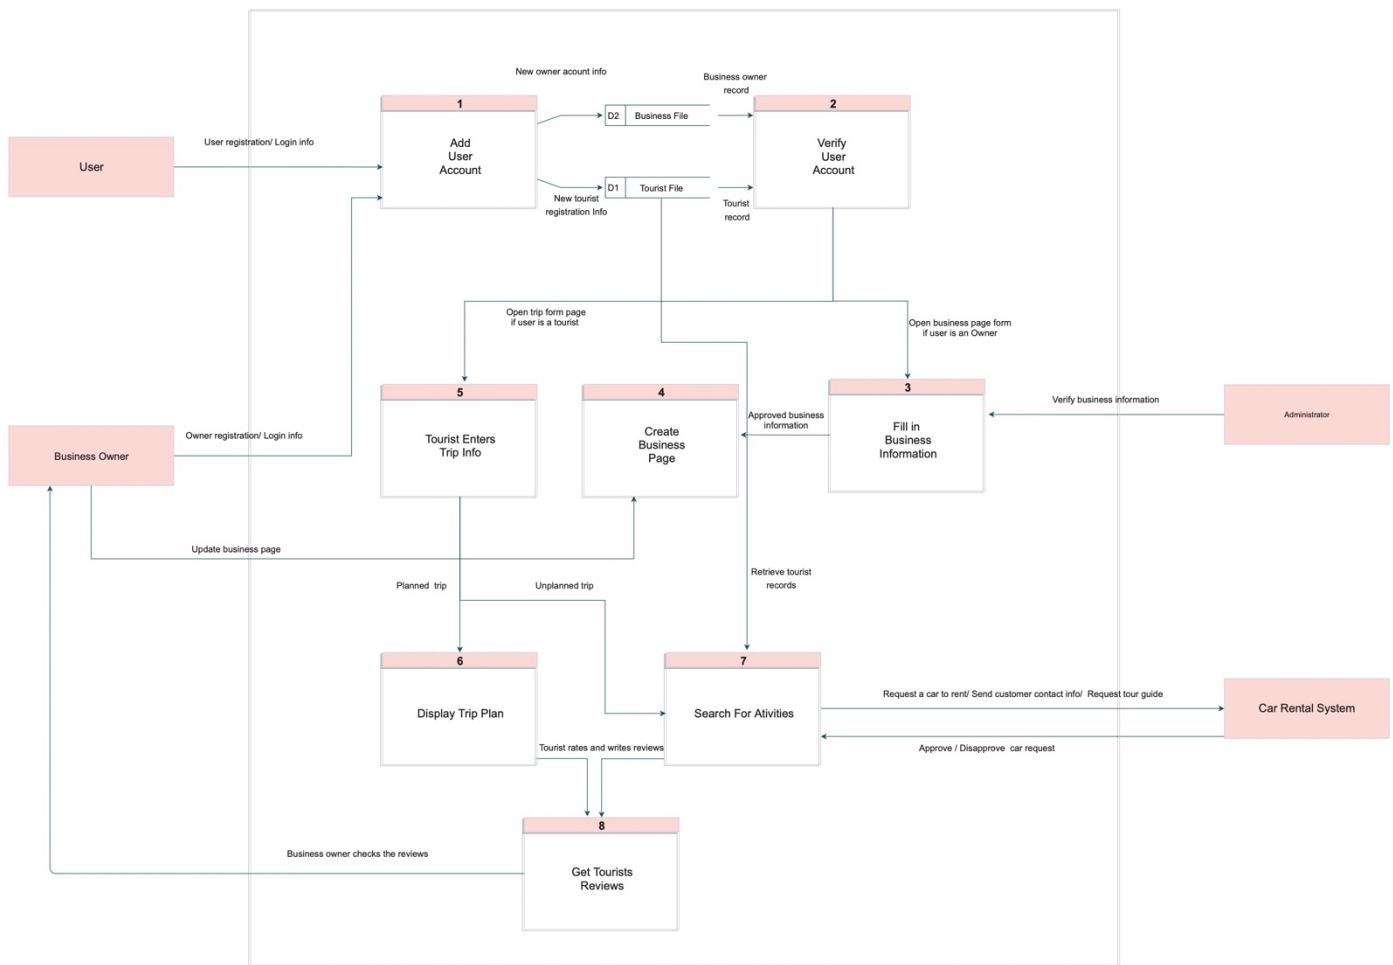 New owner acount info
Business owner
record
1
2
D2 Business File
User registration/ Login info
Add
User
Account
Verify
User
Account
User
D1 Tourist File
New tourist
registration Info
Tourist
record
Open trip form page
if user is a tourist
Open business page form
if user is an Owner
5
4
3
Verify business information
Administrator
Approved business
information
Owner registration/ Login info
Tourist Enters
Trip Info
Create
Business
Page
Fill in
Business
Information
Business Owner
Update business page
Planned trip
Unplanned trip
Retrieve tourist
records
6
7
Request a car to rent/ Send customer contact info/ Request tour guide
Car Rental System
Display Trip Plan
Search For Ativities
Tourist rates and writes reviews
Approve / Disapprove car request
8
Business owner checks the reviews
Get Tourists
Reviews